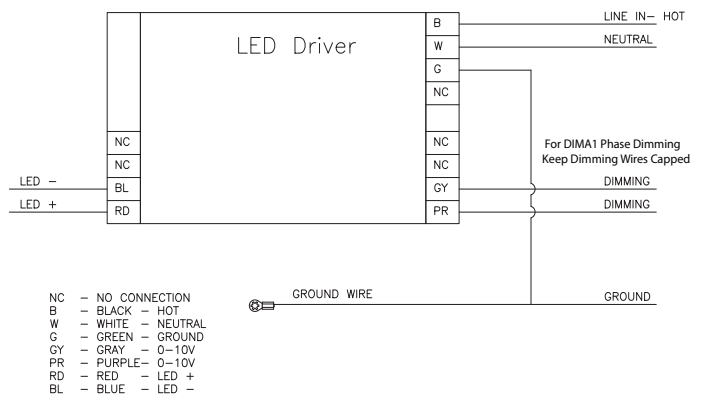 LINE IN– HOT
B
LED Driver
NEUTRAL
W
G
NC
NC
NC
For DIMA1 Phase Dimming
Keep Dimming Wires Capped
NC
NC
LED –
BL
GY
DIMMING
LED +
RD
PR
DIMMING
GROUND WIRE
GROUND
NC – NO CONNECTION
B – BLACK – HOT
W – WHITE – NEUTRAL
G – GREEN – GROUND
GY – GRAY – 0–10V
PR – PURPLE– 0–10V
RD – RED – LED +
BL – BLUE – LED –